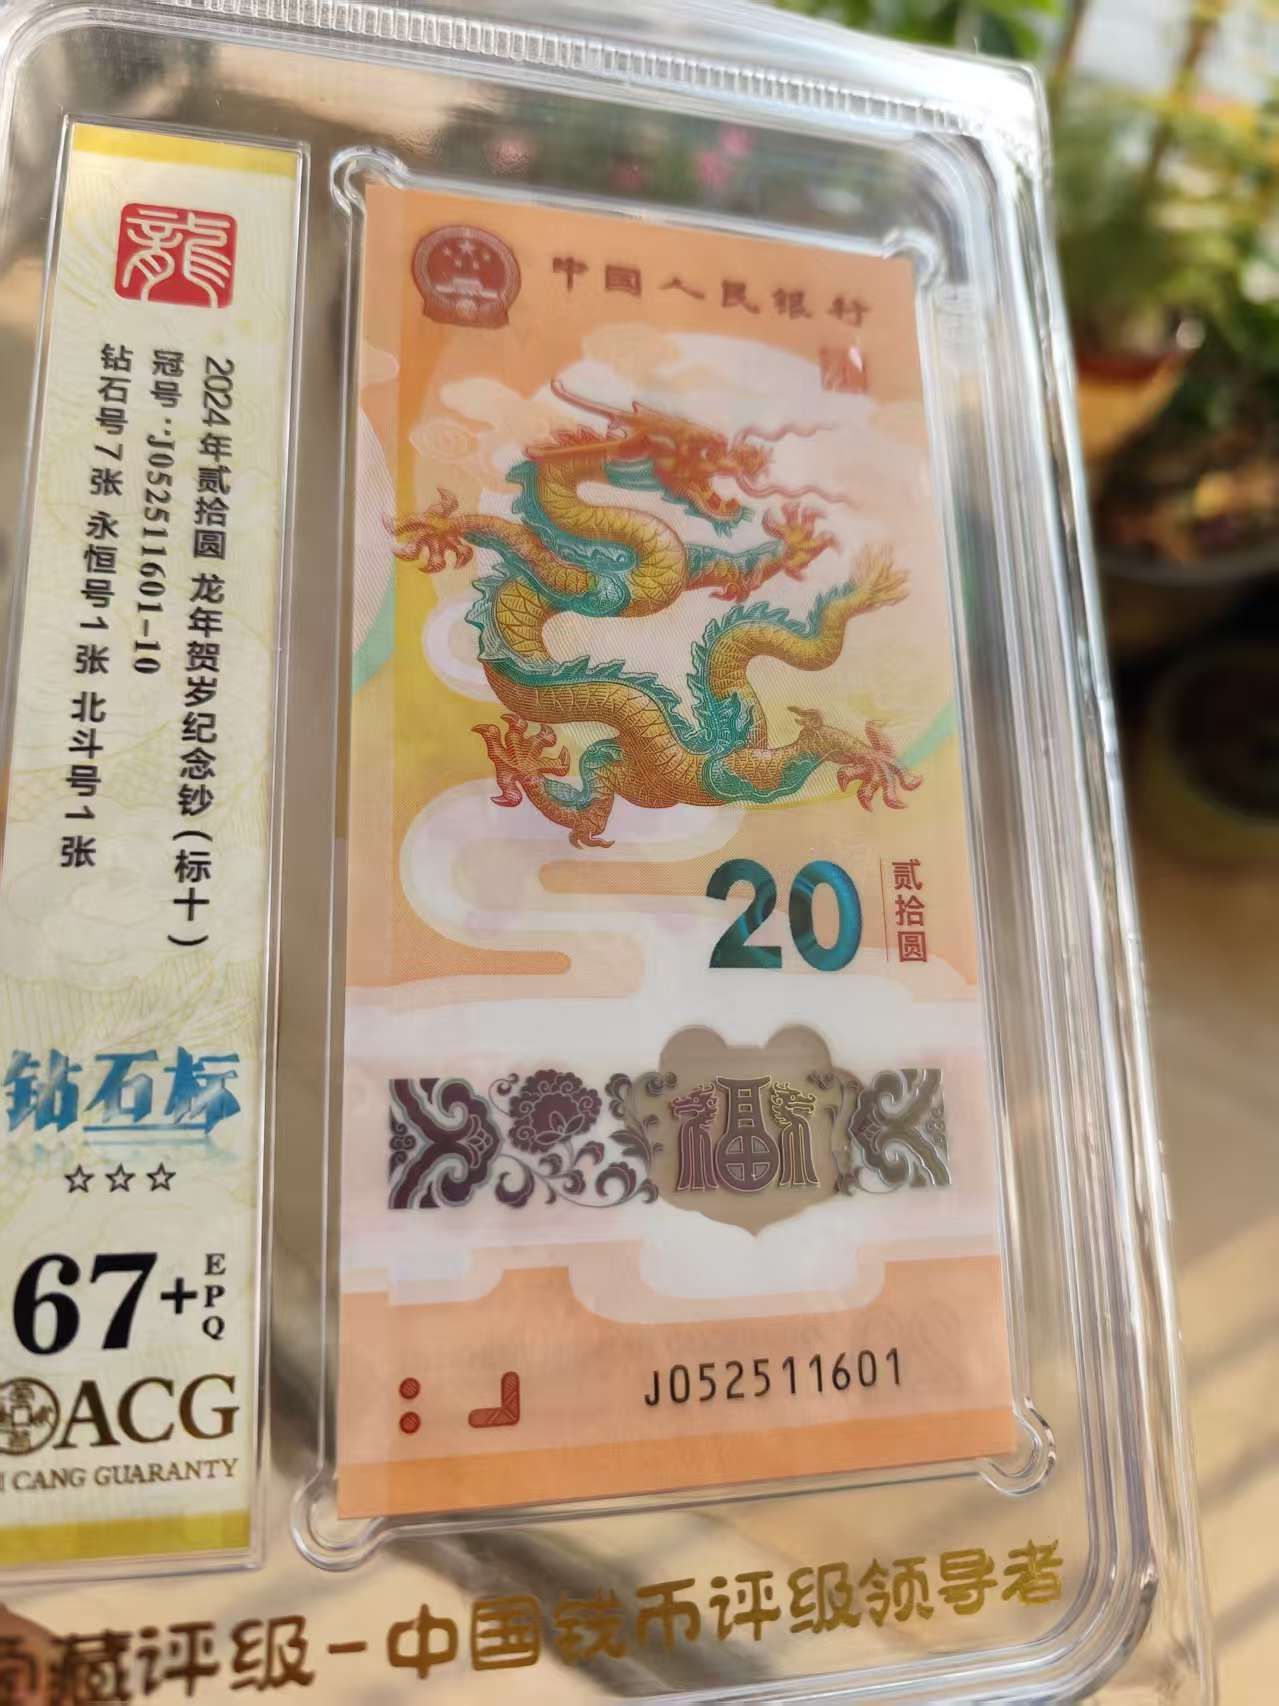 龍
2024年贰拾圆 龙年贺岁纪念钞(标十)
冠号:J052511601-10
钻石号7张 永恒号1张 北斗号1张
钻石标
☆☆☆
67+
EPQ
ACG
CANG GUARANTY
中国人民银行
20
贰拾圆
福
J052511601
藏评级-中国钱币评级领导者